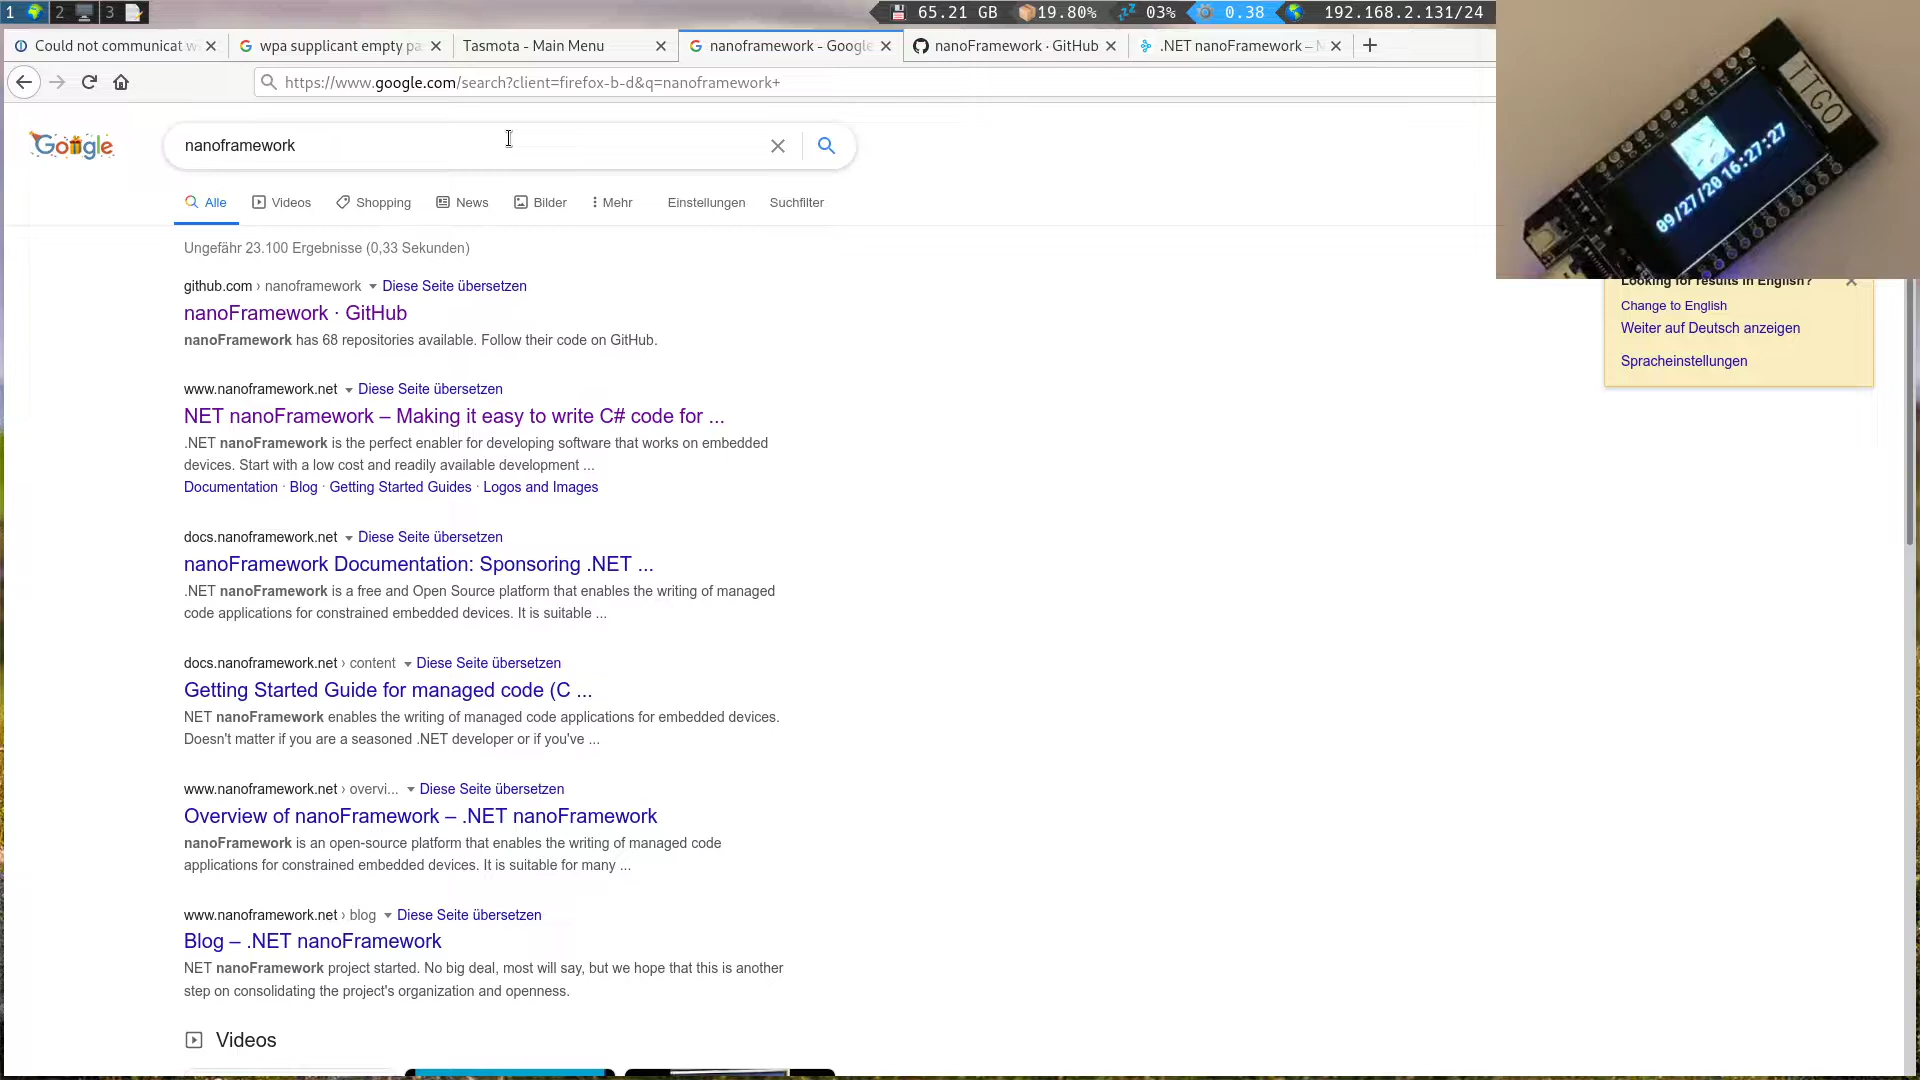 1 2 3 65.21 GB 19.80% 03% 0.38 192.168.2.131/24
Could not communicat w
wpa supplicant empty pa
Tasmota - Main Menu
nanoframework - Google
nanoFramework · GitHub
.NET nanoFramework – M
https://www.google.com/search?client=firefox-b-d&q=nanoframework+
Google
nanoframework
Alle
Videos
Shopping
News
Bilder
Mehr
Einstellungen
Suchfilter
Ungefähr 23.100 Ergebnisse (0,33 Sekunden)
github.com › nanoframework Diese Seite übersetzen
nanoFramework · GitHub
nanoFramework has 68 repositories available. Follow their code on GitHub.
www.nanoframework.net Diese Seite übersetzen
NET nanoFramework – Making it easy to write C# code for ...
.NET nanoFramework is the perfect enabler for developing software that works on embedded
devices. Start with a low cost and readily available development ...
Documentation · Blog · Getting Started Guides · Logos and Images
docs.nanoframework.net Diese Seite übersetzen
nanoFramework Documentation: Sponsoring .NET ...
.NET nanoFramework is a free and Open Source platform that enables the writing of managed
code applications for constrained embedded devices. It is suitable ...
docs.nanoframework.net › content Diese Seite übersetzen
Getting Started Guide for managed code (C ...
NET nanoFramework enables the writing of managed code applications for embedded devices.
Doesn't matter if you are a seasoned .NET developer or if you've ...
www.nanoframework.net › overvi... Diese Seite übersetzen
Overview of nanoFramework – .NET nanoFramework
nanoFramework is an open-source platform that enables the writing of managed code
applications for constrained embedded devices. It is suitable for many ...
www.nanoframework.net › blog Diese Seite übersetzen
Blog – .NET nanoFramework
NET nanoFramework project started. No big deal, most will say, but we hope that this is another
step on consolidating the project's organization and openness.
Videos
TTGO
09/27/20 16:27:27
Looking for results in English?
Change to English
Weiter auf Deutsch anzeigen
Spracheinstellungen